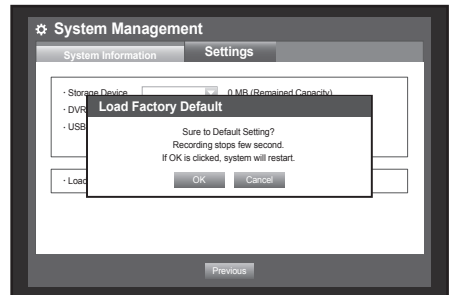 System Management
System Information
Settings
· Storage Device
0 MB (Remained Capacity)
· DVR
· USB
Load Factory Default
Sure to Default Setting?
Recording stops few second.
If OK is clicked, system will restart.
OK
Cancel
· Load
Previous